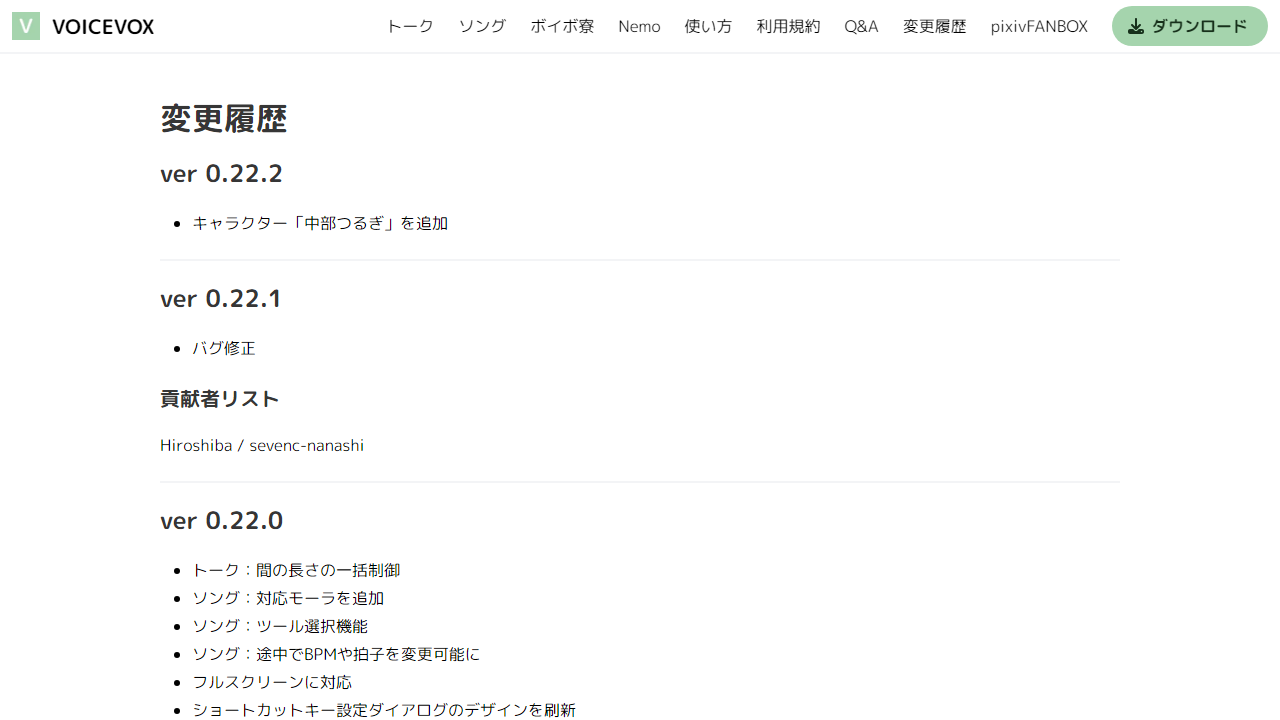 V VOICEVOX トーク ソング ボイボ寮 Nemo 使い方 利用規約 Q&A 変更履歴 pixivFANBOX ダウンロード
変更履歴
ver 0.22.2
キャラクター「中部つるぎ」を追加
ver 0.22.1
バグ修正
貢献者リスト
Hiroshiba / sevenc-nanashi
ver 0.22.0
トーク：間の長さの一括制御
ソング：対応モーラを追加
ソング：ツール選択機能
ソング：途中でBPMや拍子を変更可能に
フルスクリーンに対応
ショートカットキー設定ダイアログのデザインを刷新